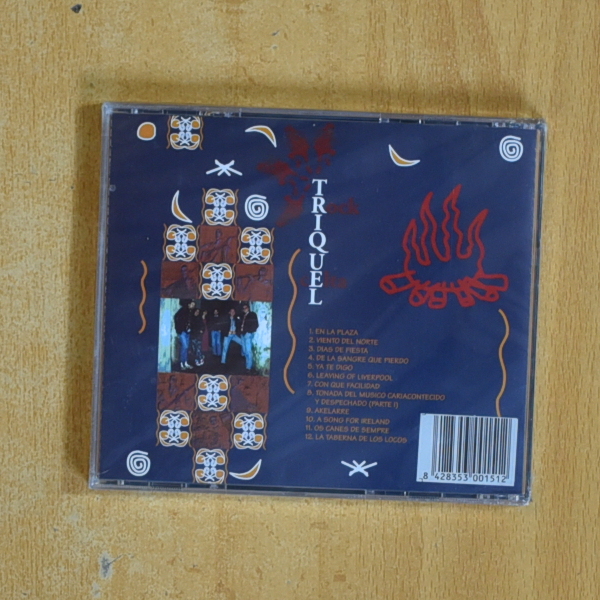 TRIQUEL
1. EN LA PLAZA
2. VIENTO DEL NORTE
3. DIAS DE FIESTA
4. DE LA SANGRE QUE PIERDO
5. YA TE DIGO
6. LEAVING OF LIVERPOOL
7. CON QUE FACILIDAD
8. TONADA DEL MUSICO CARIACONTECIDO
Y DESPECHADO (PARTE I)
9. AKELARRE
10. A SONG FOR IRELAND
11. OS CANES DE SEMPRE
12. LA TABERNA DE LOS LOCOS
8 428353 001512